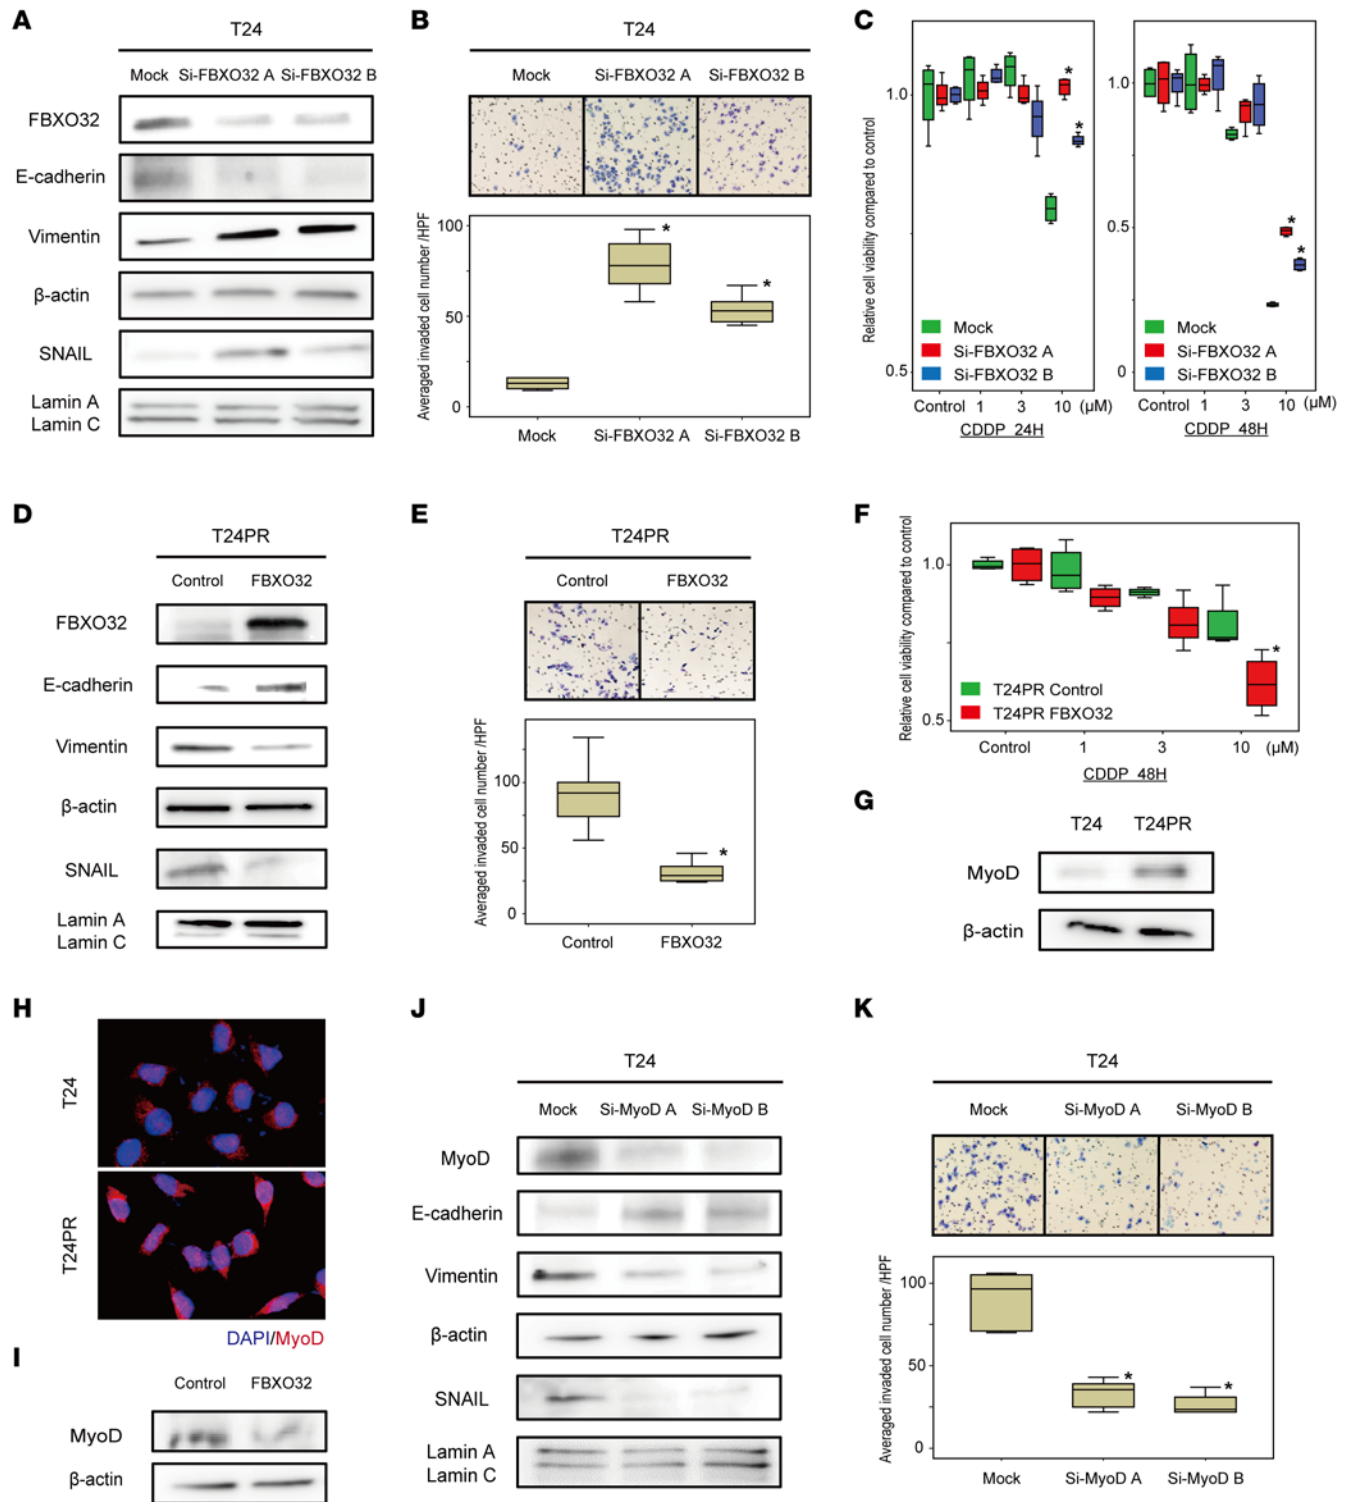 A
T24
Mock Si-FBXO32 A Si-FBXO32 B
FBXO32
E-cadherin
Vimentin
β-actin
SNAIL
Lamin A
Lamin C
B
T24
Mock Si-FBXO32 A Si-FBXO32 B
Averaged invaded cell number /HPF
100
*
*
50
0
Mock Si-FBXO32 A Si-FBXO32 B
C
Relative cell viability compared to control
1.0
*
*
0.5
Mock
Si-FBXO32 A
Si-FBXO32 B
Control 1 3 10 (μM)
CDDP 24H
1.0
0.5
*
*
0
Mock
Si-FBXO32 A
Si-FBXO32 B
Control 1 3 10 (μM)
CDDP 48H
D
T24PR
Control FBXO32
FBXO32
E-cadherin
Vimentin
β-actin
SNAIL
Lamin A
Lamin C
E
T24PR
Control FBXO32
Averaged invaded cell number /HPF
100
50
*
0
Control FBXO32
F
Relative cell viability compared to control
1.0
*
0.5
T24PR Control
T24PR FBXO32
Control 1 3 10 (μM)
CDDP 48H
G
T24 T24PR
MyoD
β-actin
H
T24
T24PR
DAPI/MyoD
I
Control FBXO32
MyoD
β-actin
J
T24
Mock Si-MyoD A Si-MyoD B
MyoD
E-cadherin
Vimentin
β-actin
SNAIL
Lamin A
Lamin C
K
T24
Mock Si-MyoD A Si-MyoD B
Averaged invaded cell number /HPF
100
50
*
*
0
Mock Si-MyoD A Si-MyoD B